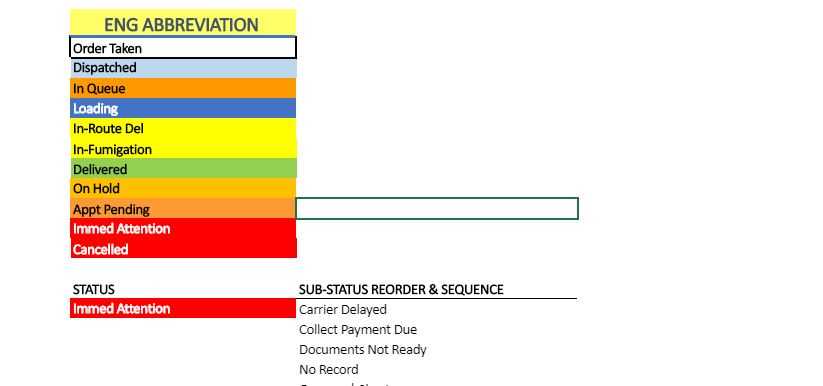 ENG ABBREVIATION
Order Taken
Dispatched
In Queue
Loading
In-Route Del
In-Fumigation
Delivered
On Hold
Appt Pending
Immed Attention
Cancelled
STATUS SUB-STATUS REORDER & SEQUENCE
Immed Attention Carrier Delayed
Collect Payment Due
Documents Not Ready
No Record